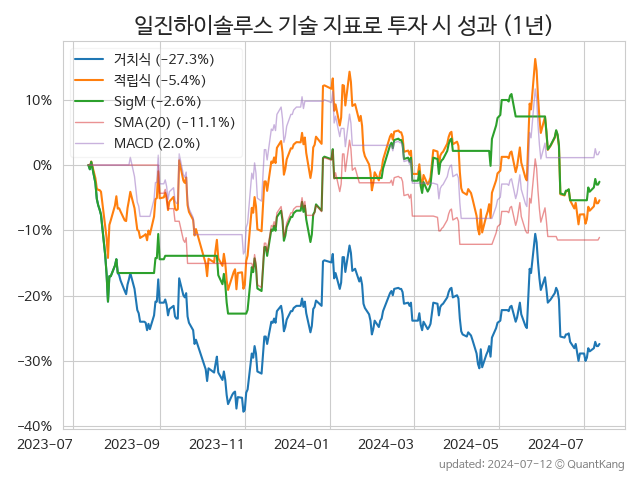 일진하이솔루스 기술 지표로 투자 시 성과 (1년)
거치식 (−27.3%)
적립식 (−5.4%)
SigM (−2.6%)
SMA(20) (−11.1%)
MACD (2.0%)
10%
0%
−10%
−20%
−30%
−40%
2023-07 2023-09 2023-11 2024-01 2024-03 2024-05 2024-07
updated: 2024-07-12 © QuantKang